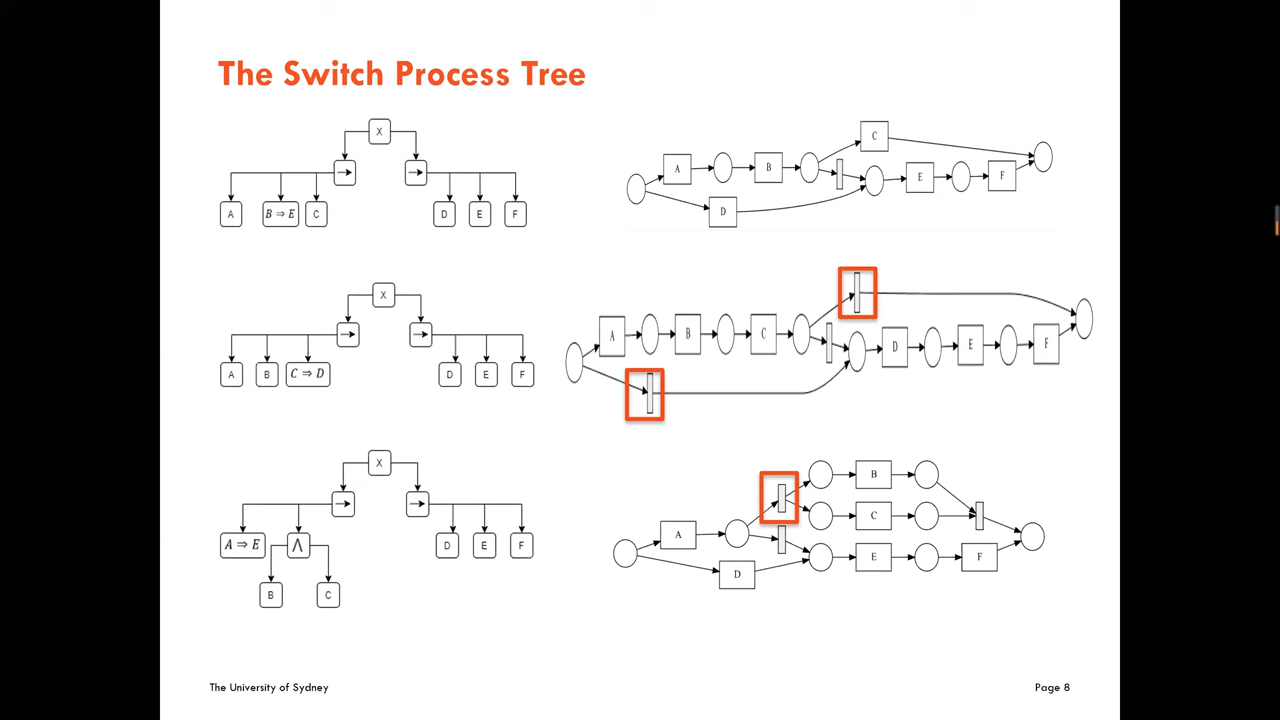 The Switch Process Tree
X
→ →
A B ⇒ E C D E F
C
A B E F
D
X
→ →
A B C ⇒ D D E F
A B C D E F
X
→ →
A ⇒ E ⋀ D E F
B C
B
A C
D E F
The University of Sydney
Page 8